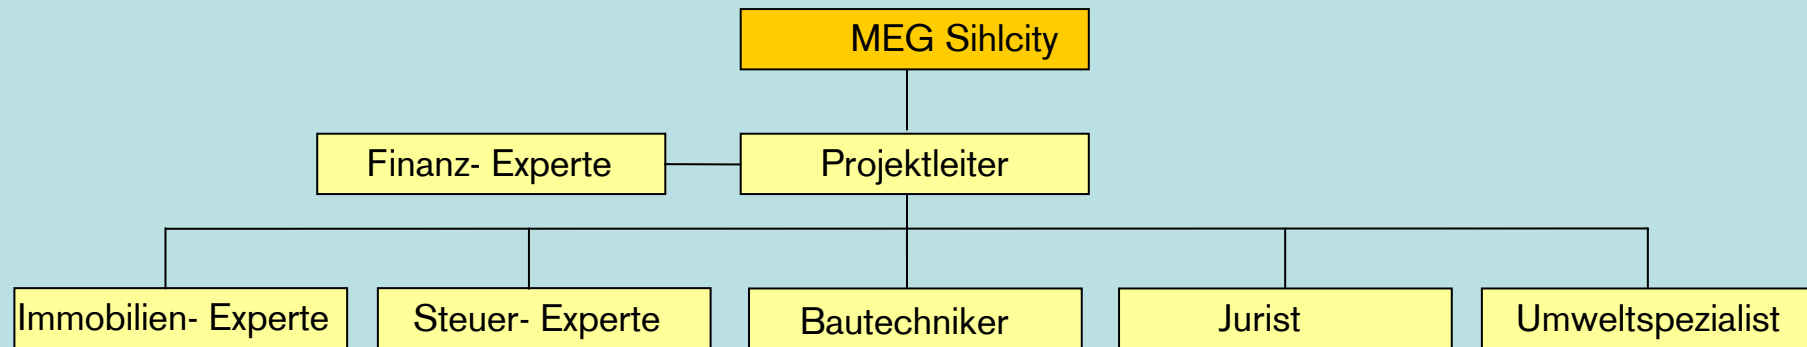 MEG Sihlcity
Finanz- Experte
Projektleiter
Immobilien- Experte
Steuer- Experte
Bautechniker
Jurist
Umweltspezialist